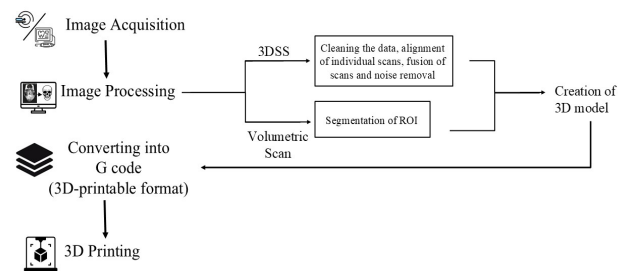 Image Acquisition
Image Processing
3DSS
Cleaning the data, alignment
of individual scans, fusion of
scans and noise removal
Volumetric
Scan
Segmentation of ROI
Creation of
3D model
Converting into
G code
(3D-printable format)
3D Printing